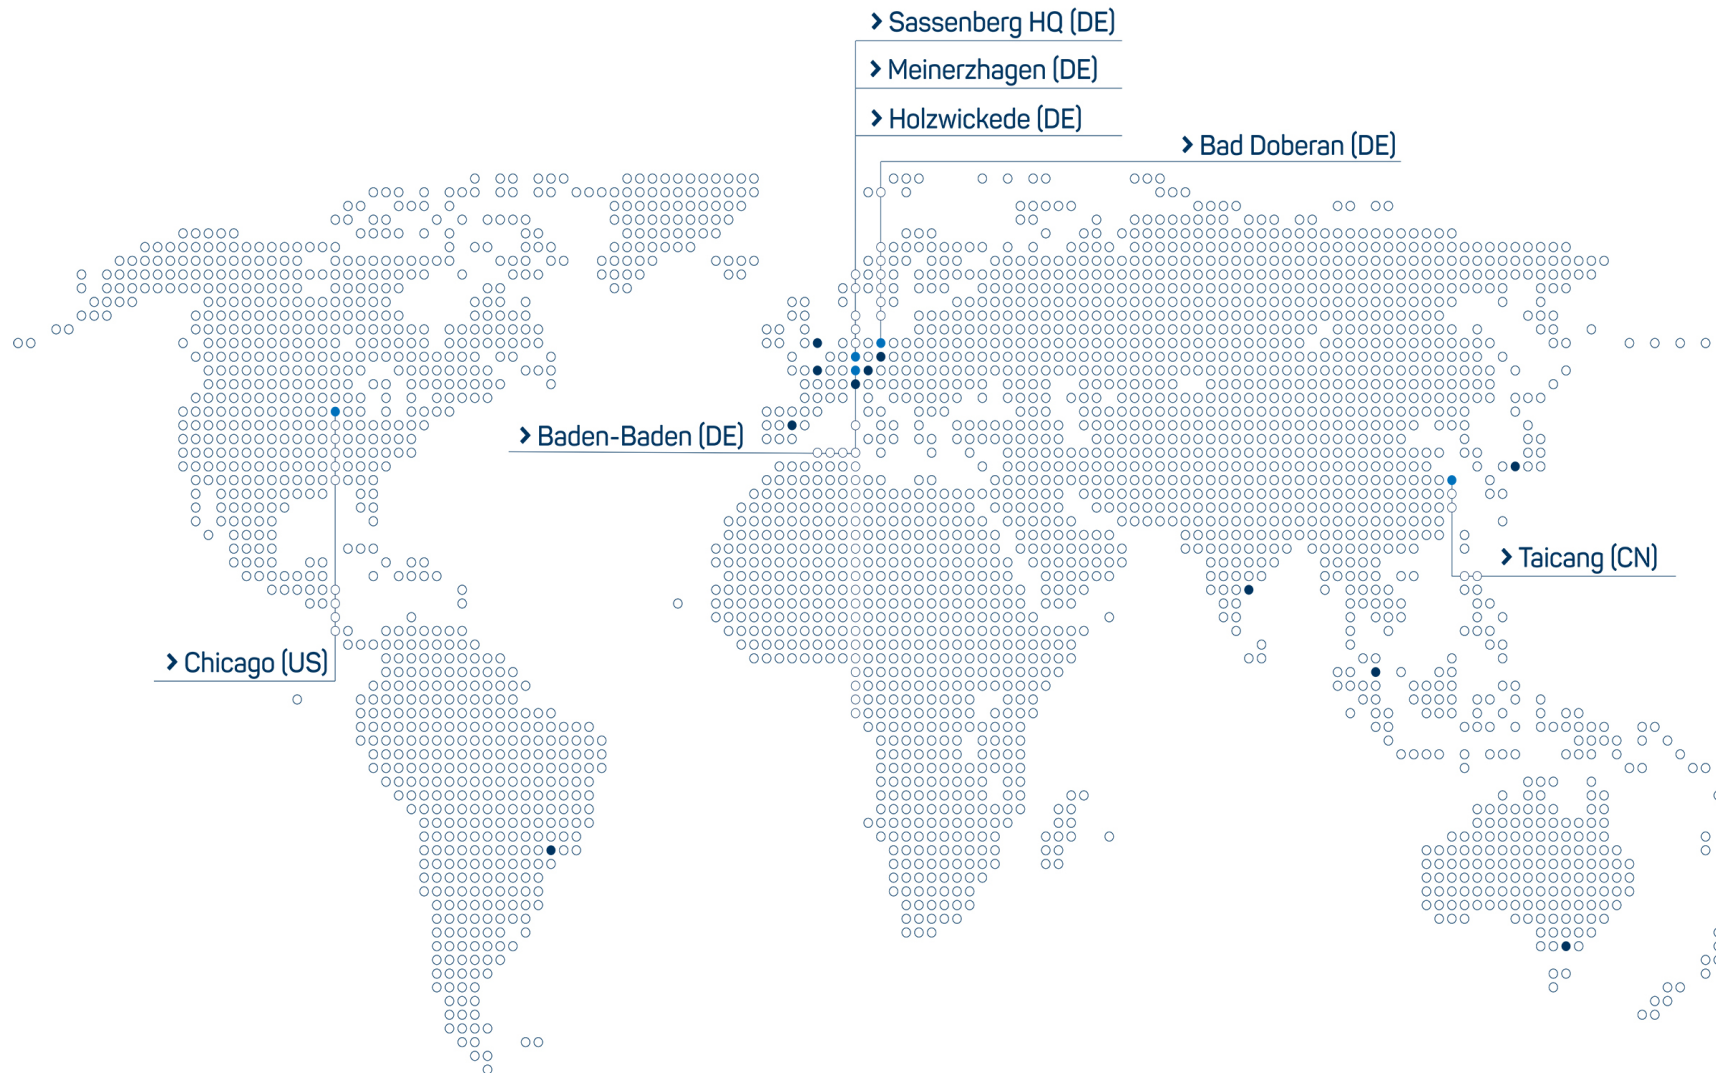 Sassenberg HQ (DE)
Meinerzhagen (DE)
Holzwickede (DE)
Bad Doberan (DE)
Baden-Baden (DE)
Taicang (CN)
Chicago (US)